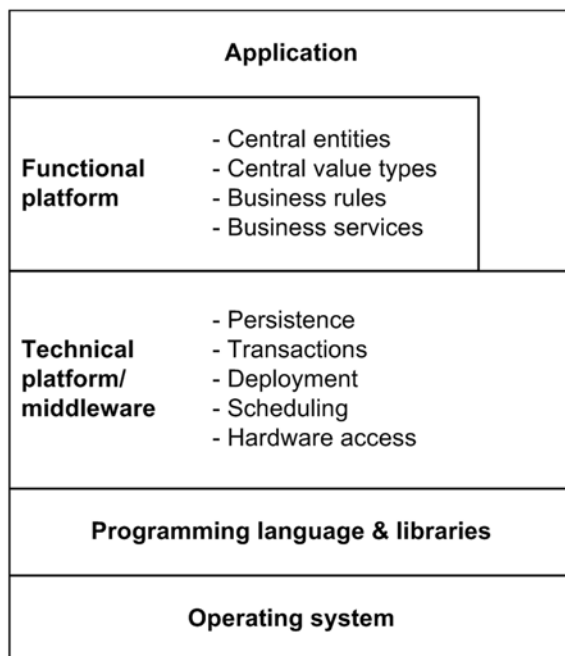 Application
Functional
platform
- Central entities
- Central value types
- Business rules
- Business services
Technical
platform/
middleware
- Persistence
- Transactions
- Deployment
- Scheduling
- Hardware access
Programming language & libraries
Operating system